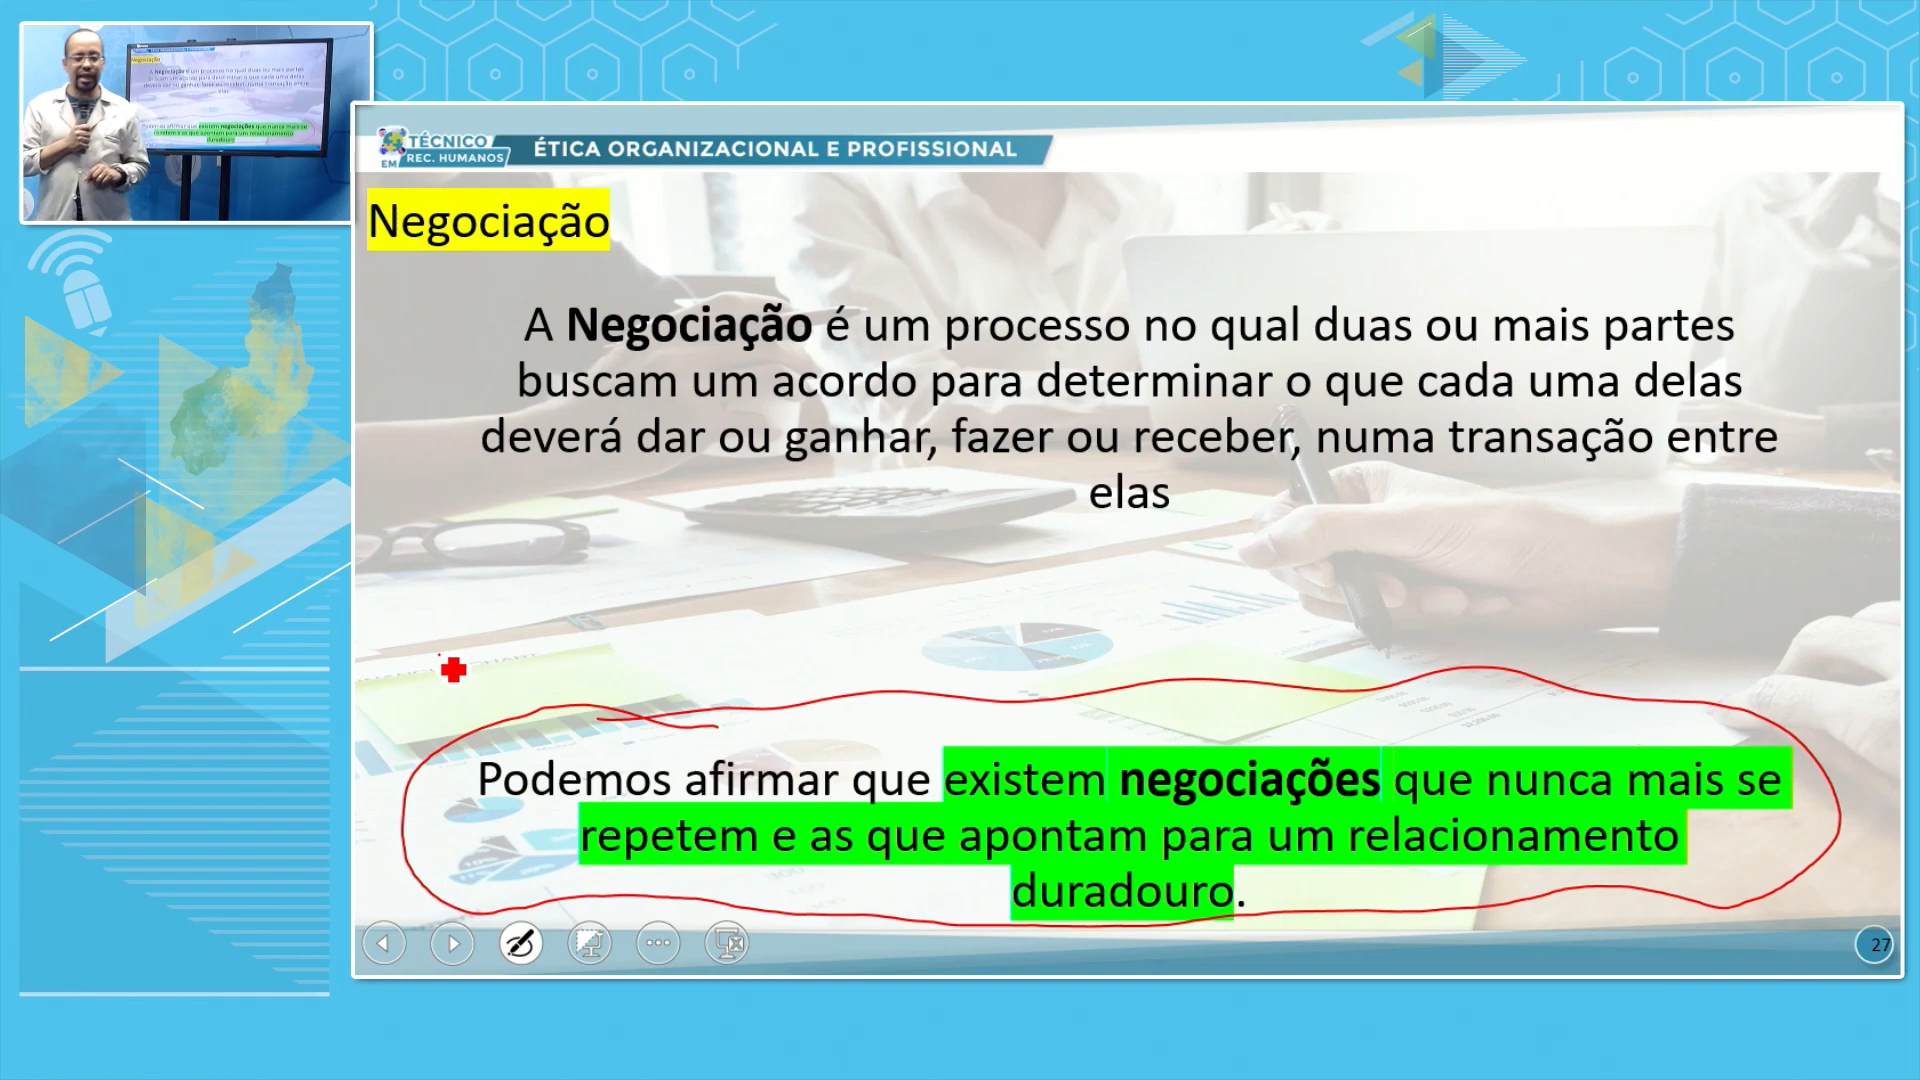 TÉCNICO
EM REC. HUMANOS
ÉTICA ORGANIZACIONAL E PROFISSIONAL
Negociação
A Negociação é um processo no qual duas ou mais partes
buscam um acordo para determinar o que cada uma delas
deverá dar ou ganhar, fazer ou receber, numa transação entre
elas
Podemos afirmar que existem negociações que nunca mais se
repetem e as que apontam para um relacionamento
duradouro.
27